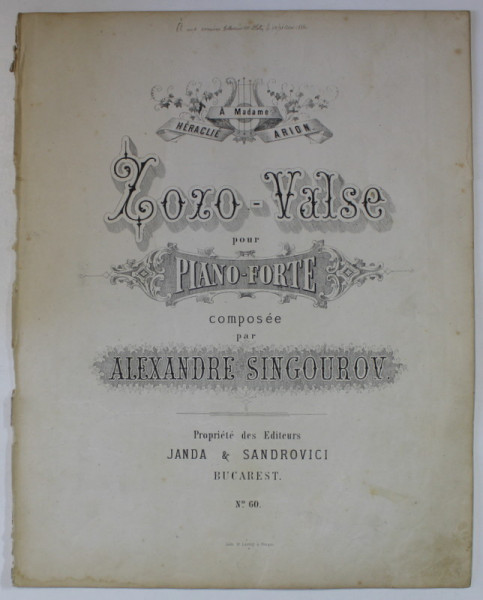 À Madame
HÉRACLIE ARION
Zozo-Valse
pour
PIANO-FORTE
composée
par
ALEXANDRE SINGOUROV.
Propriété des Editeurs
JANDA & SANDROVICI
BUCAREST.
No. 60.